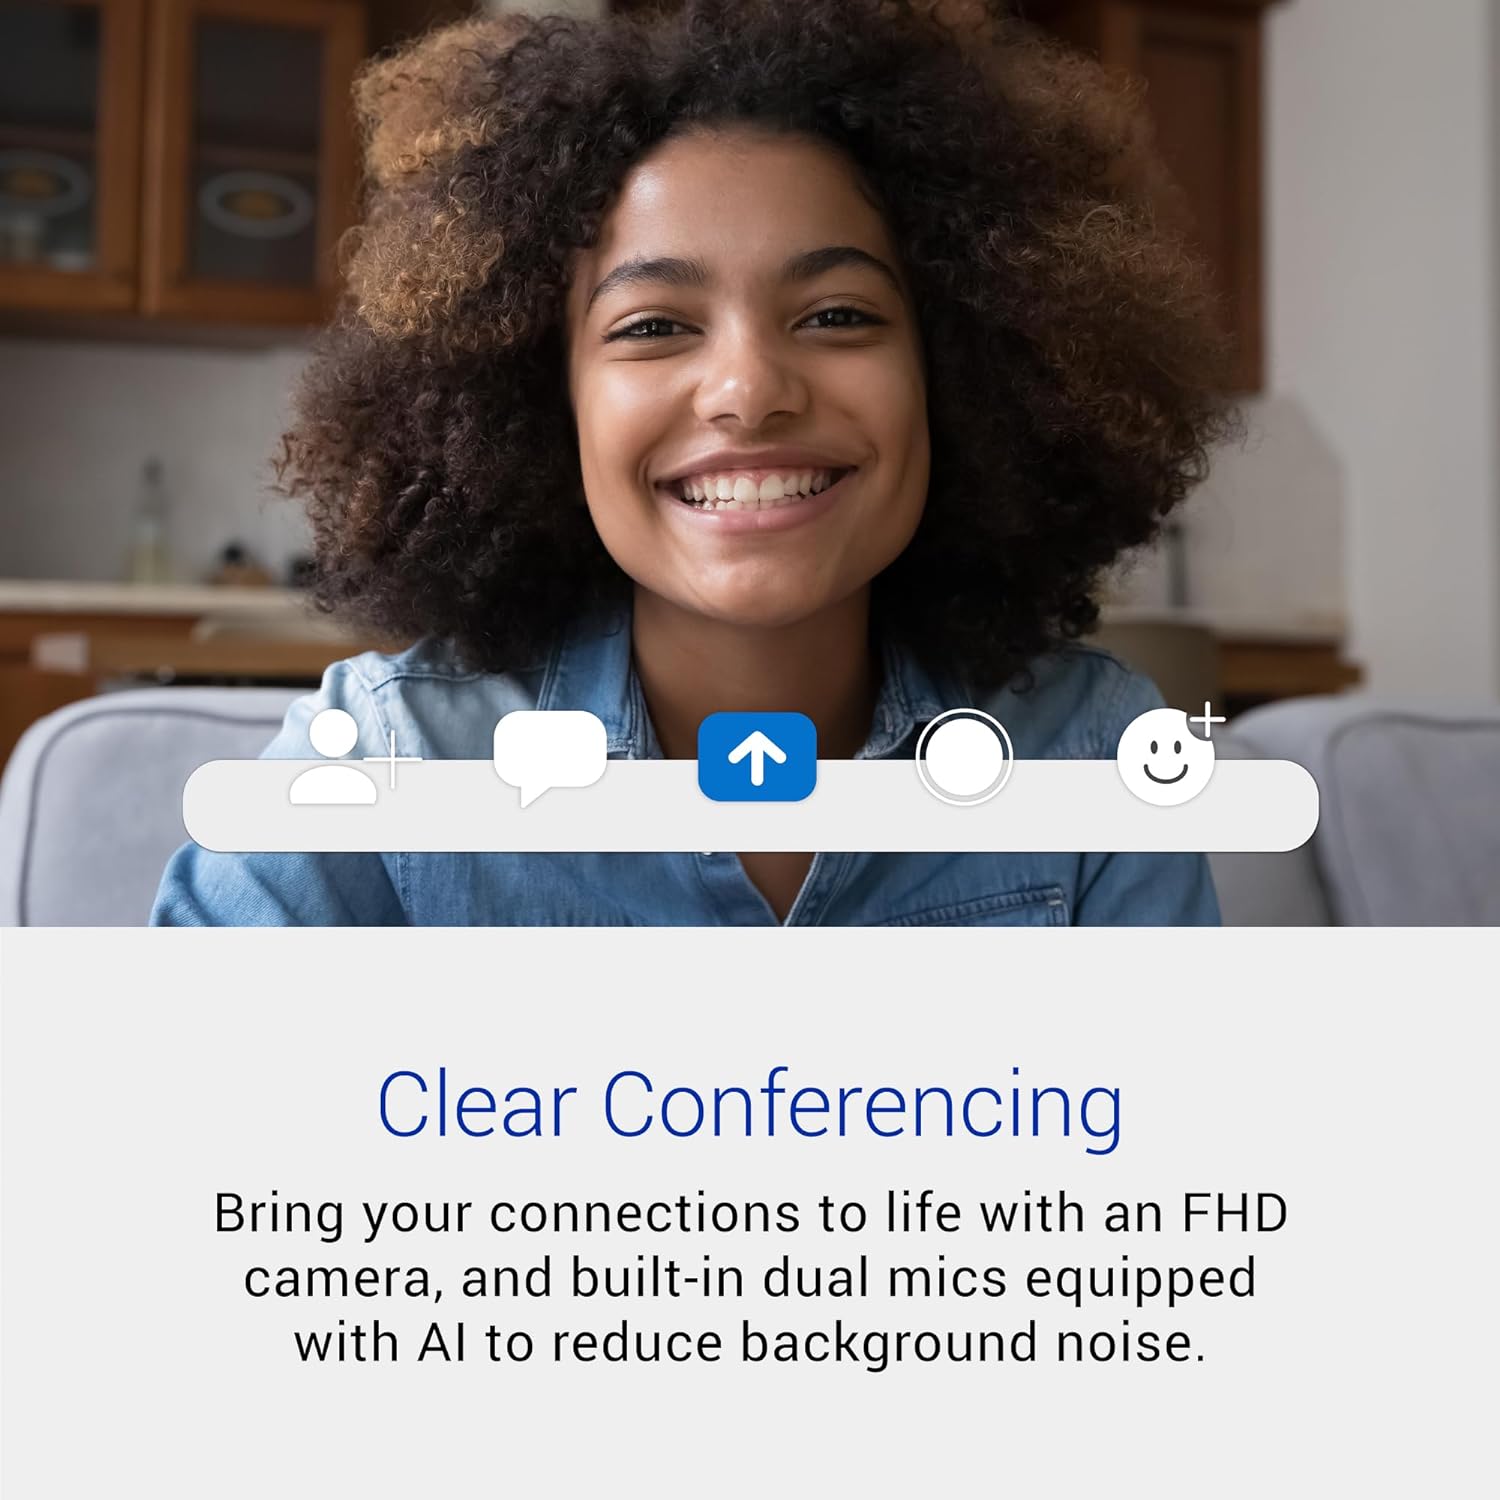 Clear Conferencing
Bring your connections to life with an FHD
camera, and built-in dual mics equipped
with AI to reduce background noise.